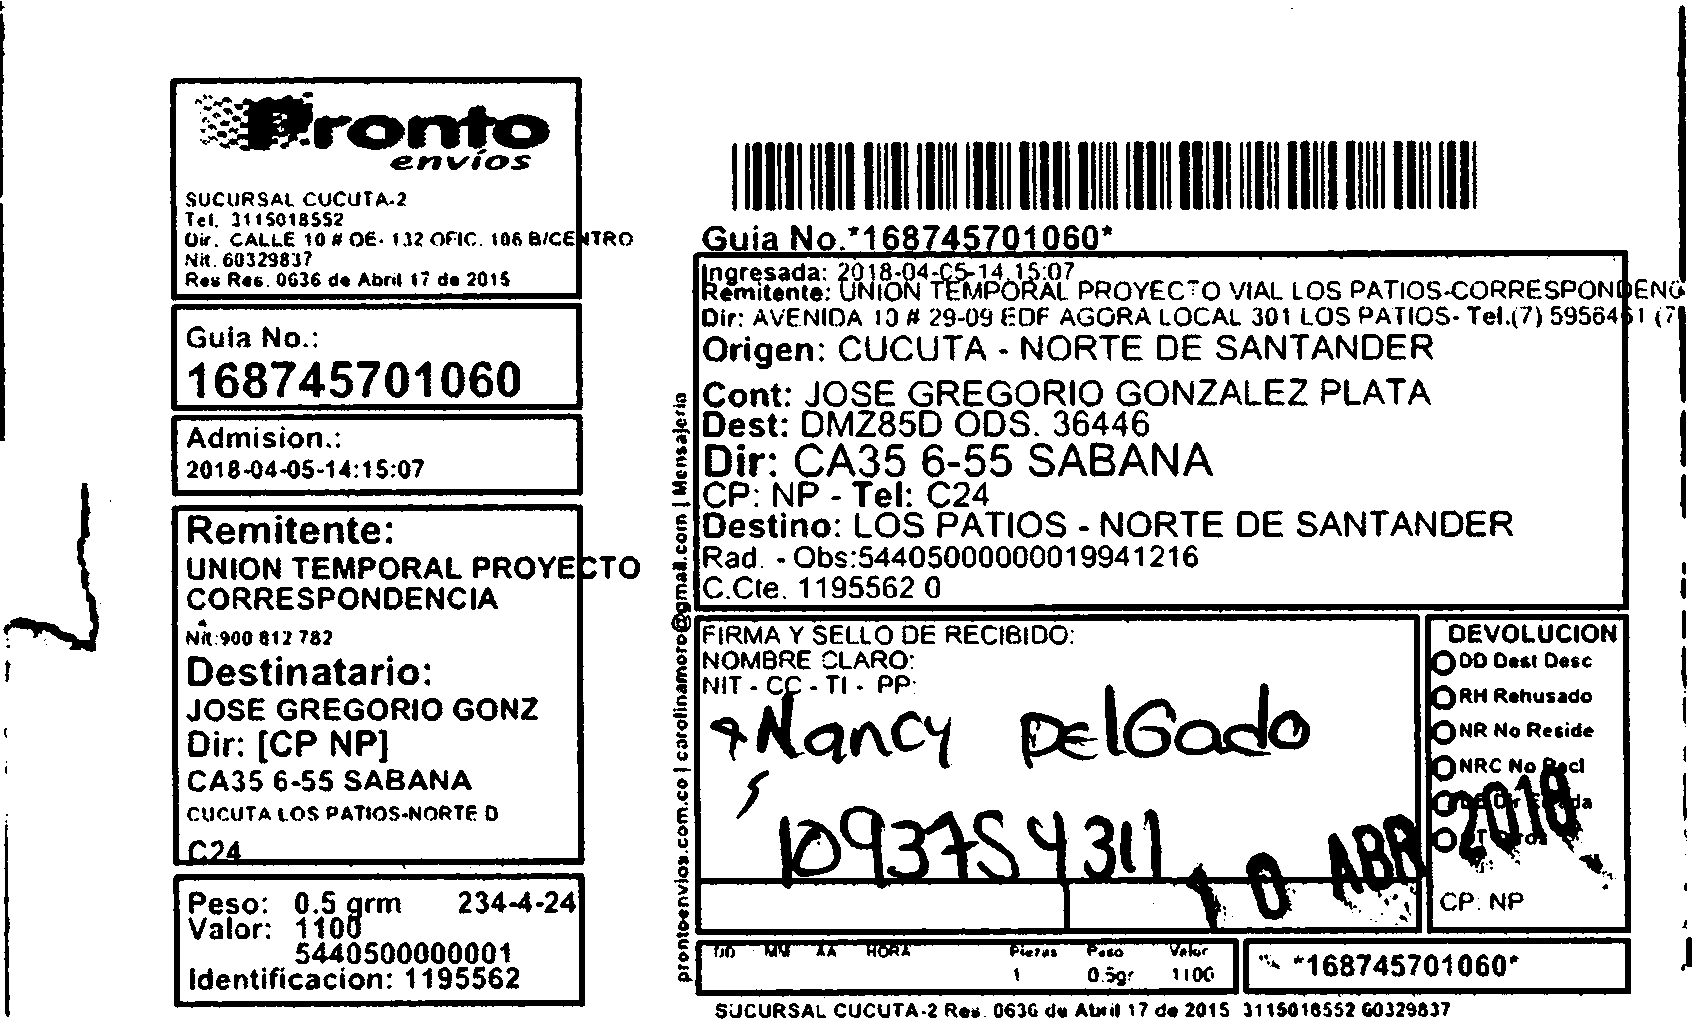 Pronto
envíos
SUCURSAL CUCUTA-2
Tel. 3115018552
Dir. CALLE 10 # OE- 132 OFIC. 106 B/CENTRO
Nit. 60329837
Res Res. 0636 de Abril 17 de 2015
Guia No.:
168745701060
Admision.:
2018-04-05-14:15:07
Remitente:
UNION TEMPORAL PROYECTO
CORRESPONDENCIA
Nit:900 812 782
Destinatario:
JOSE GREGORIO GONZ
Dir: [CP NP]
CA35 6-55 SABANA
CUCUTA LOS PATIOS-NORTE D
C24
Peso: 0.5 grm 234-4-24
Valor: 1100
5440500000001
Identificacion: 1195562
prontoenvios.com.co | carolinamoro@gmail.com | Mensajeria
Guia No.*168745701060*
Ingresada: 2018-04-05-14.15:07
Remitente: UNION TEMPORAL PROYECTO VIAL LOS PATIOS-CORRESPONDENC
Dir: AVENIDA 10 # 29-09 EDF AGORA LOCAL 301 LOS PATIOS- Tel.(7) 5956461 (7
Origen: CUCUTA - NORTE DE SANTANDER
Cont: JOSE GREGORIO GONZALEZ PLATA
Dest: DMZ85D ODS. 36446
Dir: CA35 6-55 SABANA
CP: NP - Tel: C24
Destino: LOS PATIOS - NORTE DE SANTANDER
Rad. - Obs:54405000000019941216
C.Cte. 1195562 0
FIRMA Y SELLO DE RECIBIDO:
NOMBRE CLARO:
NIT - CC - TI - PP:
Nancy DelGado
1093754311
10 ABR 2018
DEVOLUCION
DD Dest Desc
RH Rehusado
NR No Reside
NRC No Recl
CP: NP
DD MM AA HORA Piezas Peso Valor
1 0.5gr 1100
*168745701060*
SUCURSAL CUCUTA-2 Res. 0636 de Abril 17 de 2015 3115018552 60329837